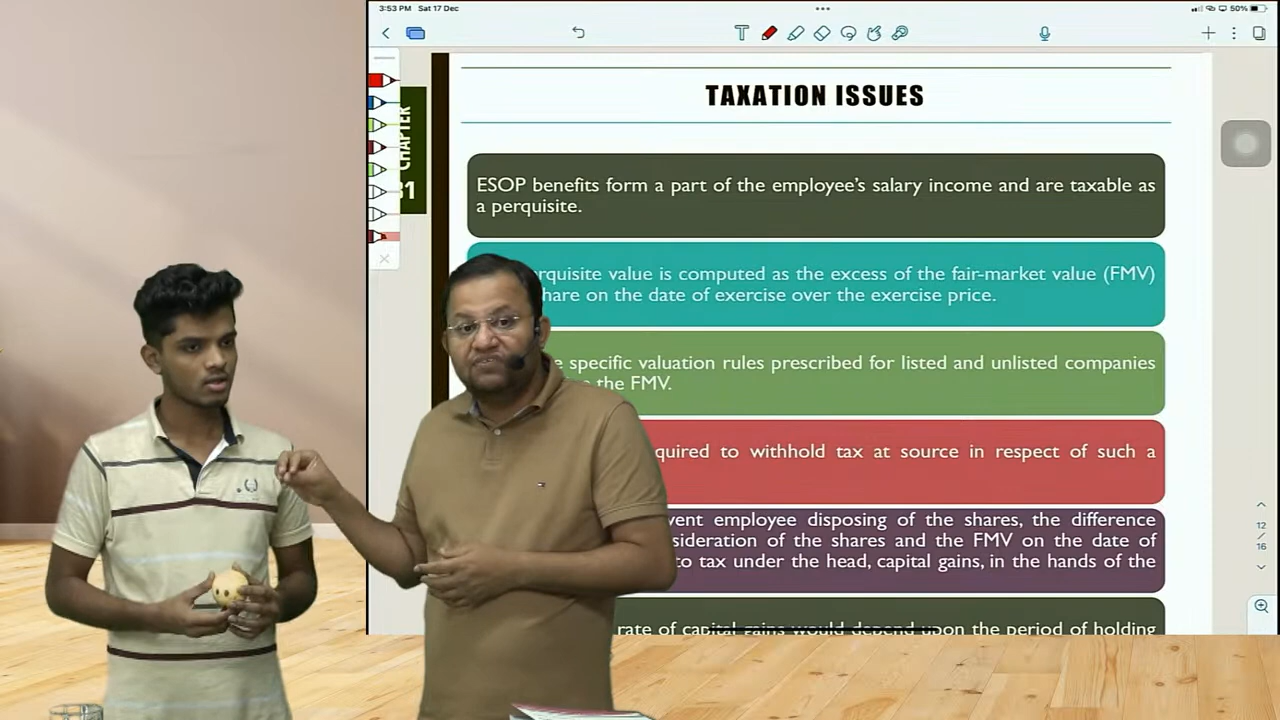 3:53 PM Sat 17 Dec
50%
TAXATION ISSUES
CHAPTER
31
ESOP benefits form a part of the employee's salary income and are taxable as
a perquisite.
value is computed as the excess of the fair-market value (FMV)
on the date of exercise over the exercise price.
specific valuation rules prescribed for listed and unlisted companies
the FMV.
to withhold tax at source in respect of such a
employee disposing of the shares, the difference
of the shares and the FMV on the date of
to tax under the head, capital gains, in the hands of the
rate of capital gains would depend upon the period of holding
12
/
16